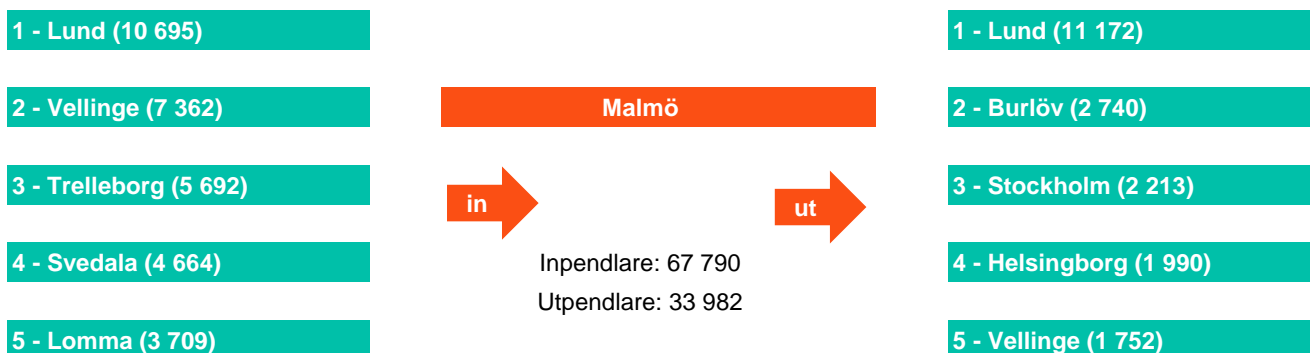 1 - Lund (10 695)
2 - Vellinge (7 362)
3 - Trelleborg (5 692)
4 - Svedala (4 664)
5 - Lomma (3 709)
Malmö
in
ut
Inpendlare: 67 790
Utpendlare: 33 982
1 - Lund (11 172)
2 - Burlöv (2 740)
3 - Stockholm (2 213)
4 - Helsingborg (1 990)
5 - Vellinge (1 752)